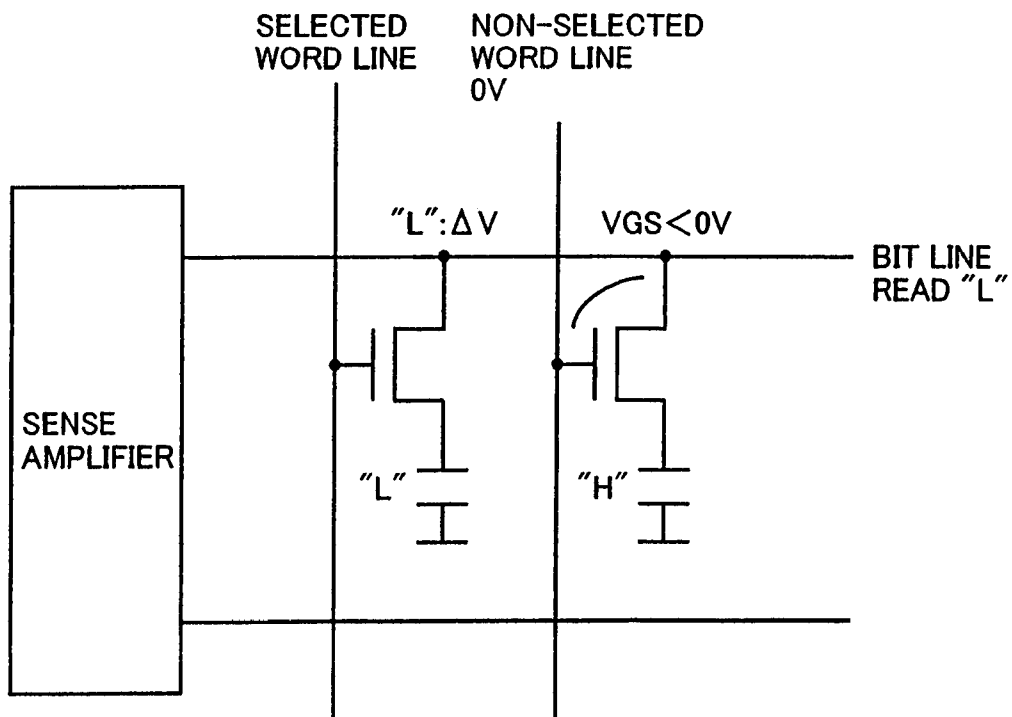 SELECTED
WORD LINE
NON-SELECTED
WORD LINE
0V
"L":ΔV
VGS<0V
BIT LINE
READ "L"
SENSE
AMPLIFIER
"L"
"H"